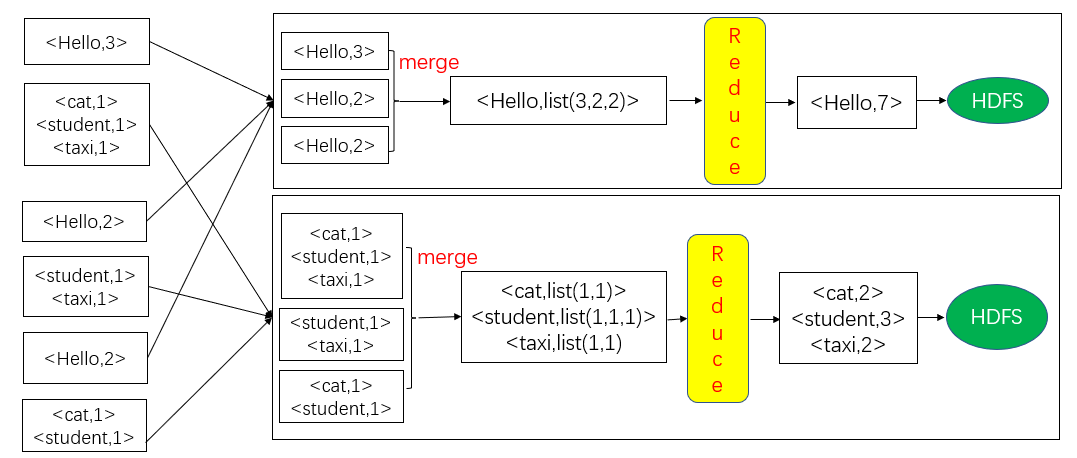 <Hello,3>
<cat,1>
<student,1>
<taxi,1>
<Hello,2>
<student,1>
<taxi,1>
<Hello,2>
<cat,1>
<student,1>
<Hello,3>
<Hello,2>
<Hello,2>
merge
<Hello,list(3,2,2)>
Reduce
<Hello,7>
HDFS
<cat,1>
<student,1>
<taxi,1>
<student,1>
<taxi,1>
<cat,1>
<student,1>
merge
<cat,list(1,1)>
<student,list(1,1,1)>
<taxi,list(1,1)
Reduce
<cat,2>
<student,3>
<taxi,2>
HDFS